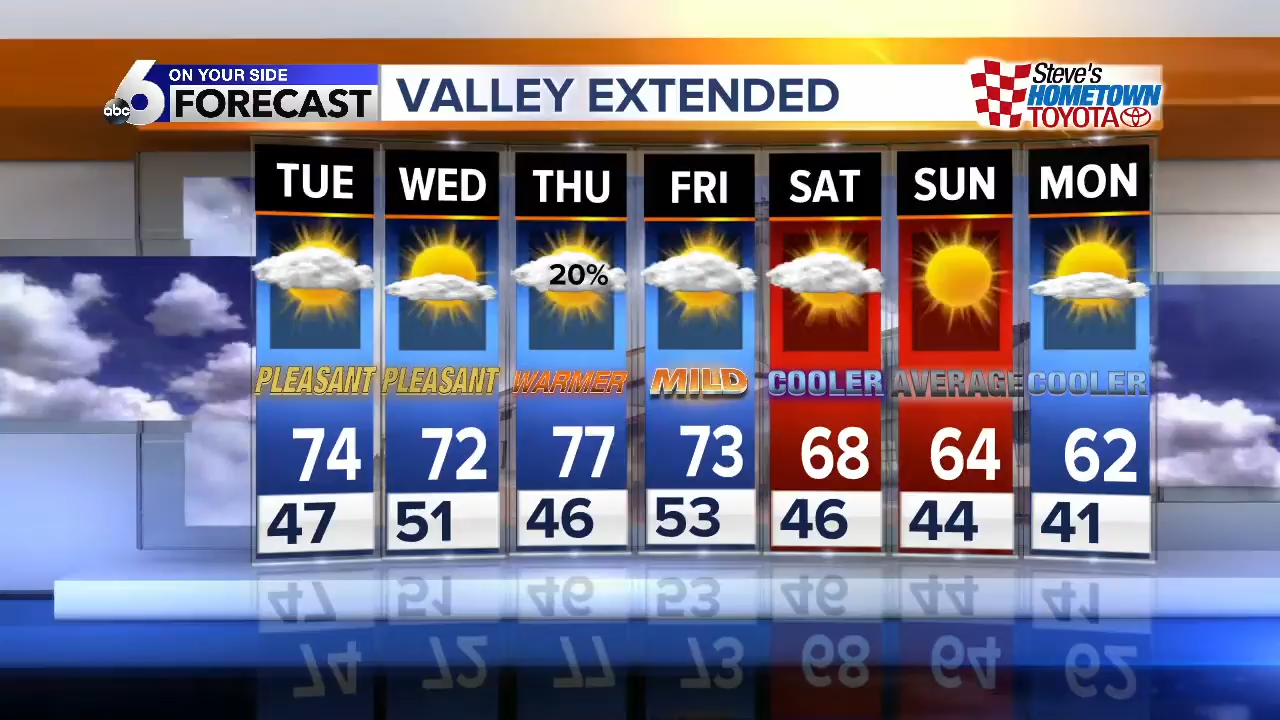 ON YOUR SIDE
abc 6 FORECAST
VALLEY EXTENDED
Steve's
HOMETOWN
TOYOTA
TUE WED THU FRI SAT SUN MON
20%
PLEASANT PLEASANT WARMER MILD COOLER AVERAGE COOLER
74 72 77 73 68 64 62
47 51 46 53 46 44 41